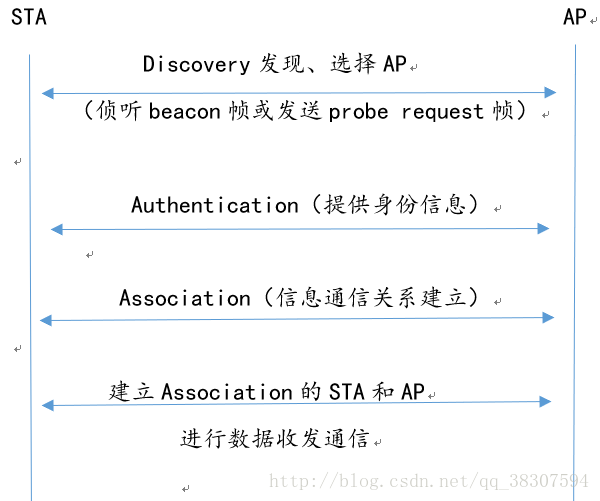 STA AP
Discovery 发现、选择 AP
（侦听 beacon 帧或发送 probe request 帧）
Authentication（提供身份信息）
Association（信息通信关系建立）
建立 Association 的 STA 和 AP
进行数据收发通信
http://blog.csdn.net/qq_38307594